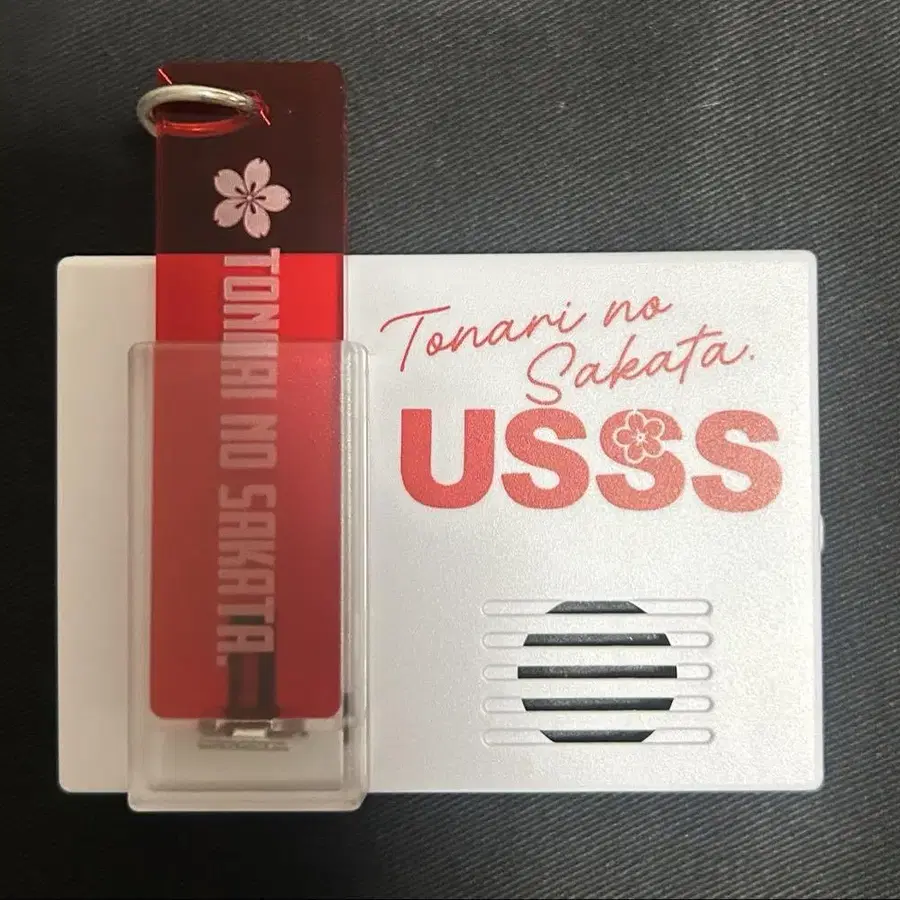 TONARI NO SAKATA.
Tonari no
Sakata.
USSS